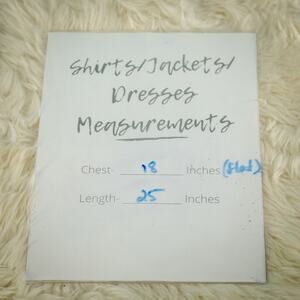 Shirts/Jackets/
Dresses
Measurements
Chest- 18 Inches (flat)
Length- 25 Inches